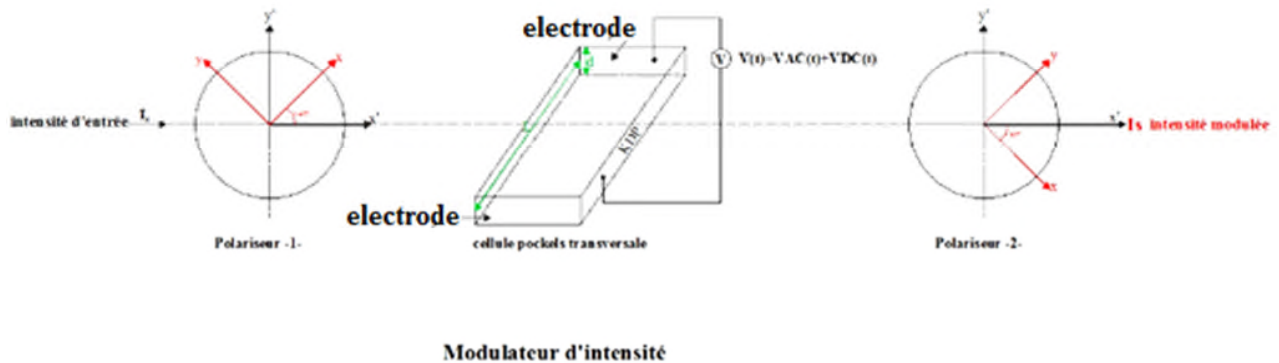 electrode
y'
y
x
x'
intensité d'entrée
d
V
V(t)=VAC(t)+VDC(t)
KDP
electrode
y'
y
x'
x
Is intensité modulée
Polariseur -1-
cellule pockels transversale
Polariseur -2-
Modulateur d'intensité